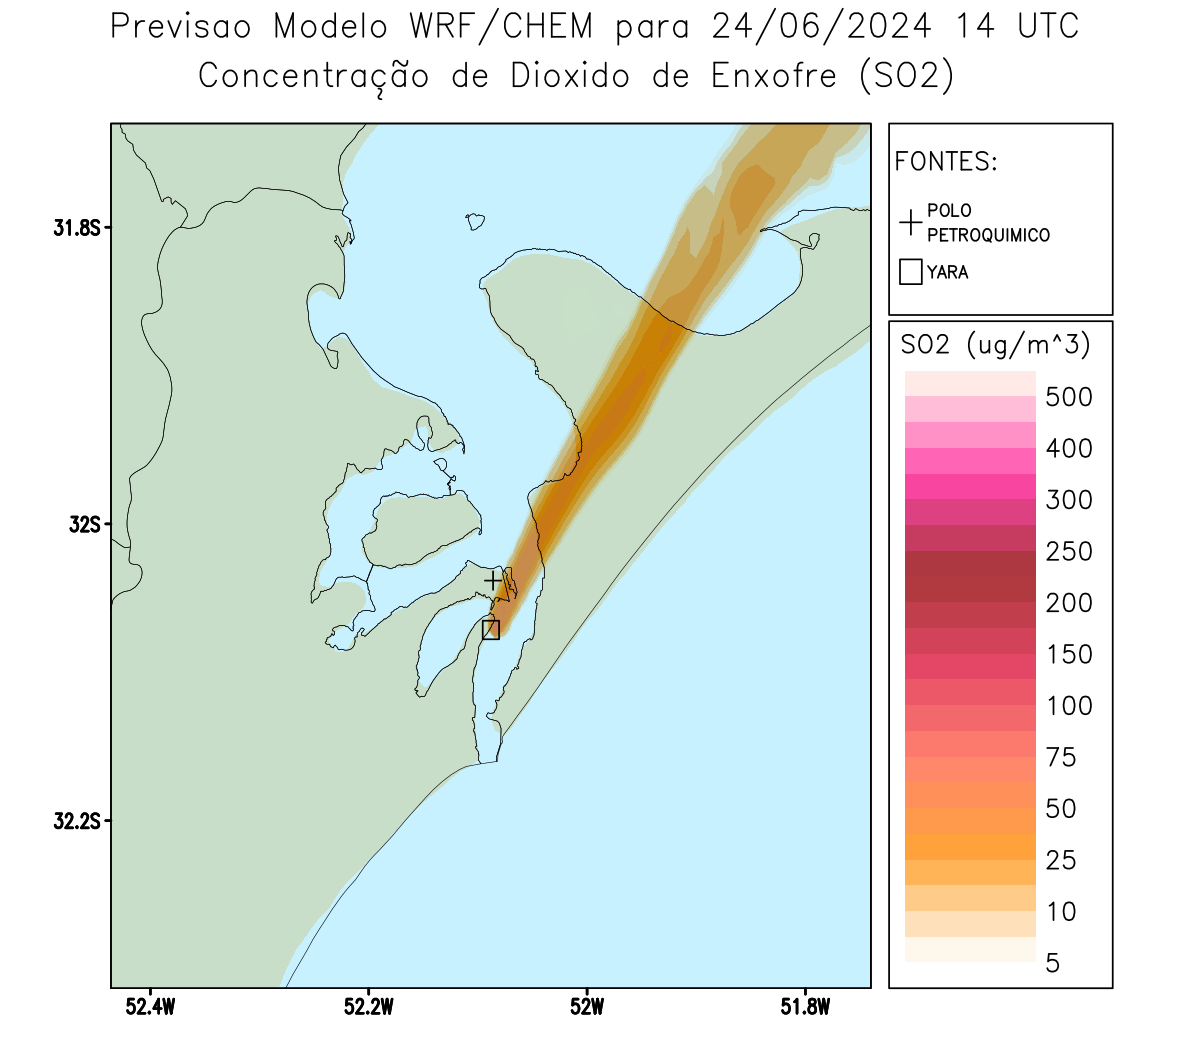 Previsao Modelo WRF/CHEM para 24/06/2024 14 UTC
Concentração de Dioxido de Enxofre (SO2)
FONTES:
POLO
PETROQUIMICO
YARA
SO2 (ug/m^3)
500
400
300
250
200
150
100
75
50
25
10
5
31.8S
32S
32.2S
52.4W
52.2W
52W
51.8W